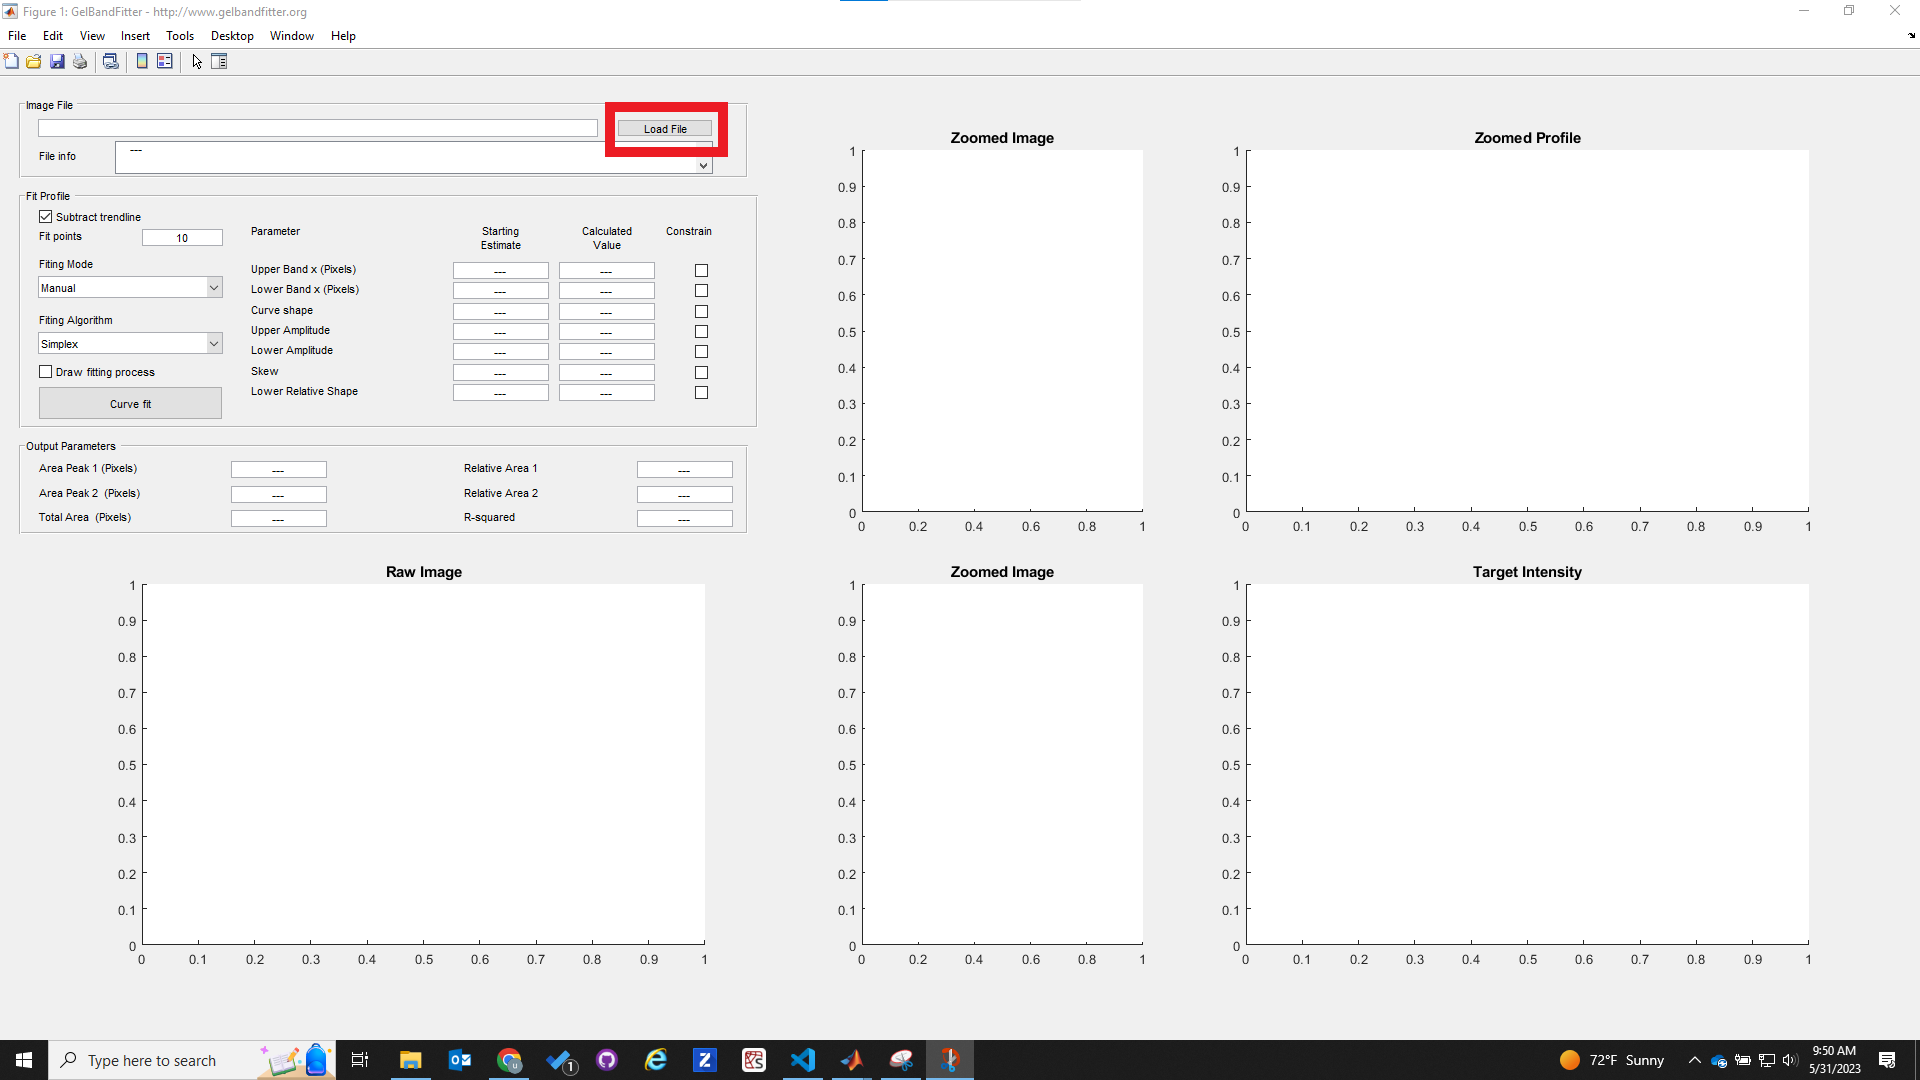 Figure 1: GelBandFitter - http://www.gelbandfitter.org
File Edit View Insert Tools Desktop Window Help
Image File
Load File
File info
---
Fit Profile
Subtract trendline
Fit points
10
Fiting Mode
Manual
Fiting Algorithm
Simplex
Draw fitting process
Curve fit
Parameter
Starting
Estimate
Calculated
Value
Constrain
Upper Band x (Pixels) --- ---
Lower Band x (Pixels) --- ---
Curve shape --- ---
Upper Amplitude --- ---
Lower Amplitude --- ---
Skew --- ---
Lower Relative Shape --- ---
Output Parameters
Area Peak 1 (Pixels) --- Relative Area 1 ---
Area Peak 2 (Pixels) --- Relative Area 2 ---
Total Area (Pixels) --- R-squared ---
Zoomed Image
1
0.9
0.8
0.7
0.6
0.5
0.4
0.3
0.2
0.1
0
0 0.2 0.4 0.6 0.8 1
Zoomed Profile
1
0.9
0.8
0.7
0.6
0.5
0.4
0.3
0.2
0.1
0
0 0.1 0.2 0.3 0.4 0.5 0.6 0.7 0.8 0.9 1
Raw Image
1
0.9
0.8
0.7
0.6
0.5
0.4
0.3
0.2
0.1
0
0 0.1 0.2 0.3 0.4 0.5 0.6 0.7 0.8 0.9 1
Zoomed Image
1
0.9
0.8
0.7
0.6
0.5
0.4
0.3
0.2
0.1
0
0 0.2 0.4 0.6 0.8 1
Target Intensity
1
0.9
0.8
0.7
0.6
0.5
0.4
0.3
0.2
0.1
0
0 0.1 0.2 0.3 0.4 0.5 0.6 0.7 0.8 0.9 1
Type here to search
1
72°F Sunny
9:50 AM
5/31/2023